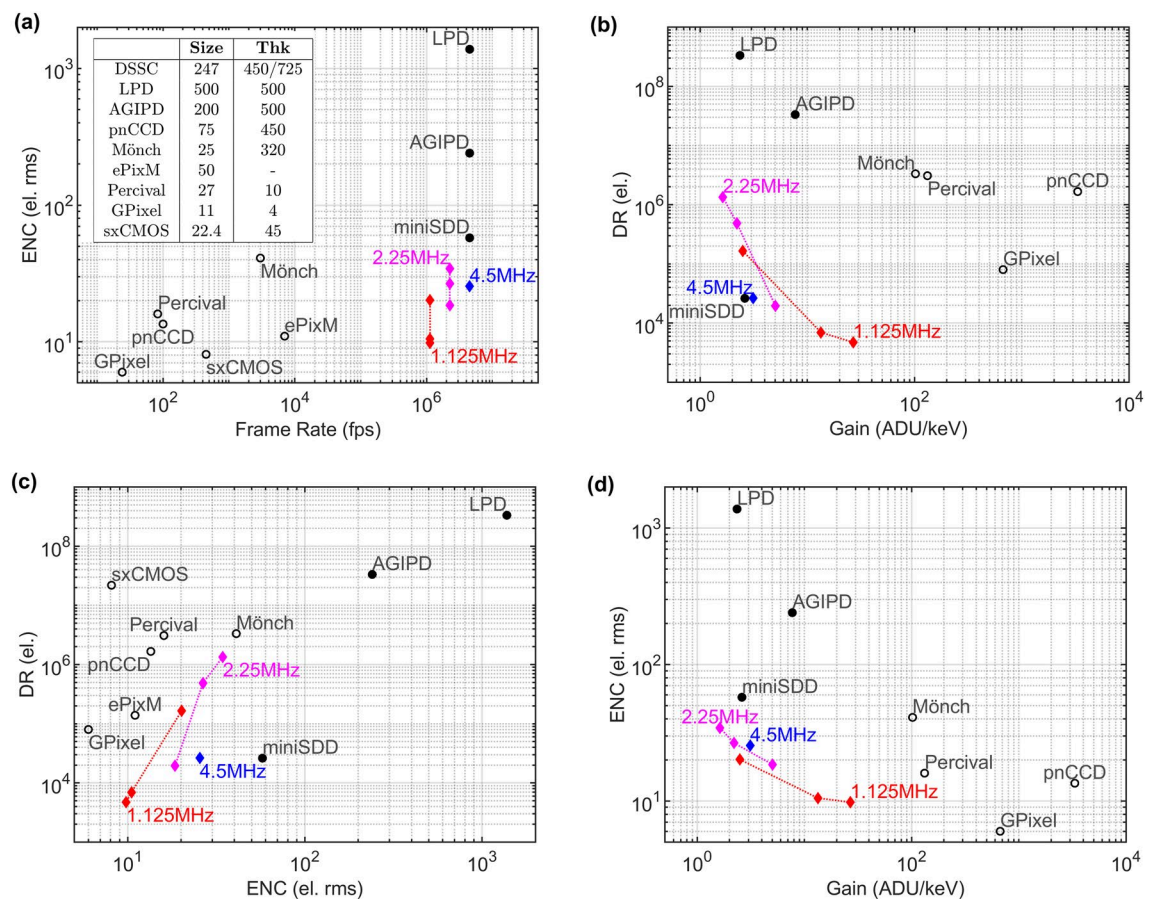 (a)
Size Thk
DSSC 247 450/725
LPD 500 500
AGIPD 200 500
pnCCD 75 450
Mönch 25 320
ePixM 50 -
Percival 27 10
GPixel 11 4
sxCMOS 22.4 45
LPD
AGIPD
miniSDD
2.25MHz
4.5MHz
Mönch
Percival
pnCCD
ePixM
GPixel
sxCMOS
1.125MHz
10^3
10^2
10^1
ENC (el. rms)
10^2 10^4 10^6
Frame Rate (fps)
(b)
LPD
AGIPD
Mönch
Percival
pnCCD
2.25MHz
GPixel
4.5MHz
miniSDD
1.125MHz
10^8
10^6
10^4
DR (el.)
10^0 10^2 10^4
Gain (ADU/keV)
(c)
LPD
AGIPD
sxCMOS
Percival
Mönch
pnCCD
2.25MHz
ePixM
GPixel
miniSDD
4.5MHz
1.125MHz
10^8
10^6
10^4
DR (el.)
10^1 10^2 10^3
ENC (el. rms)
(d)
LPD
AGIPD
miniSDD
Mönch
2.25MHz
4.5MHz
Percival
pnCCD
1.125MHz
GPixel
10^3
10^2
10^1
ENC (el. rms)
10^0 10^2 10^4
Gain (ADU/keV)